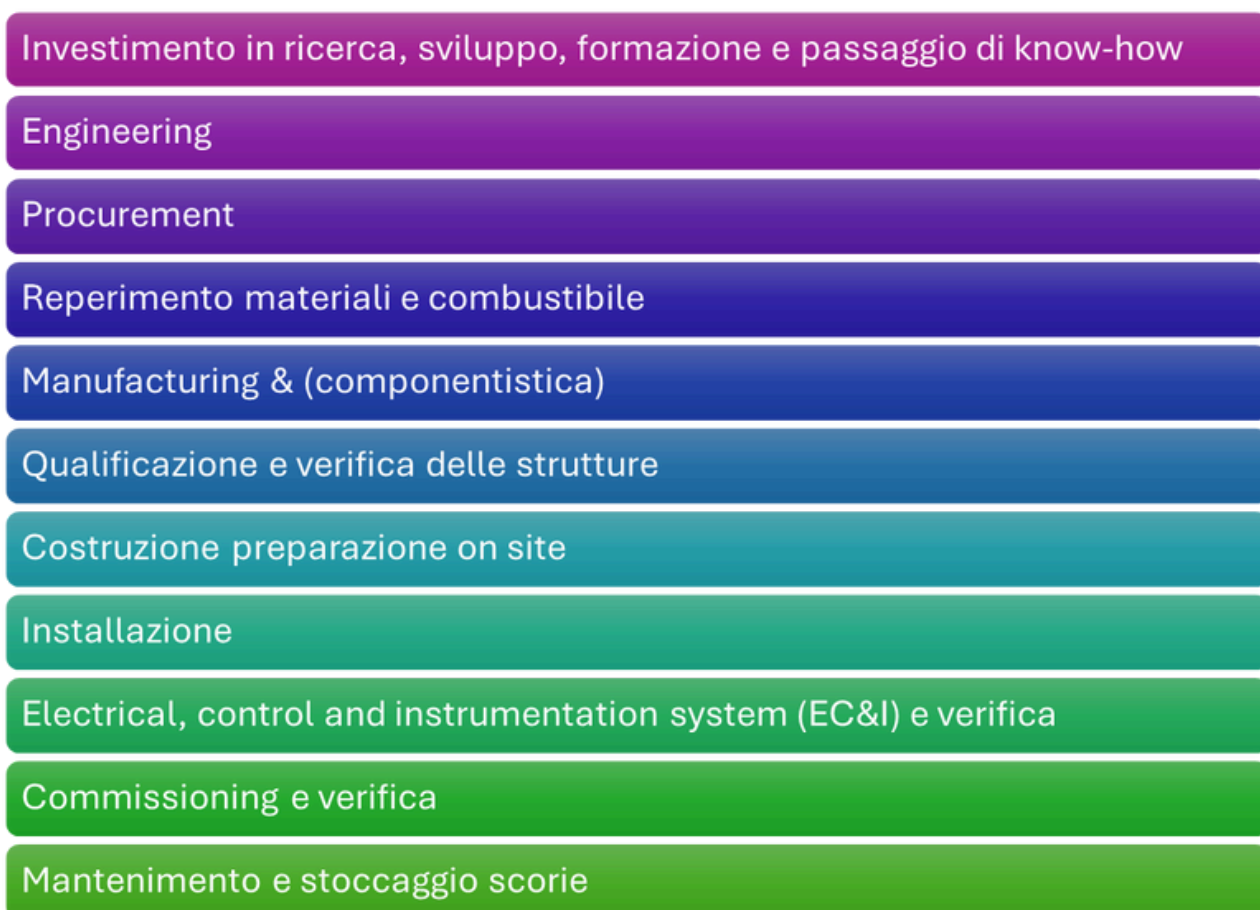 Investimento in ricerca, sviluppo, formazione e passaggio di know-how
Engineering
Procurement
Reperimento materiali e combustibile
Manufacturing & (componentistica)
Qualificazione e verifica delle strutture
Costruzione preparazione on site
Installazione
Electrical, control and instrumentation system (EC&I) e verifica
Commissioning e verifica
Mantenimento e stoccaggio scorie